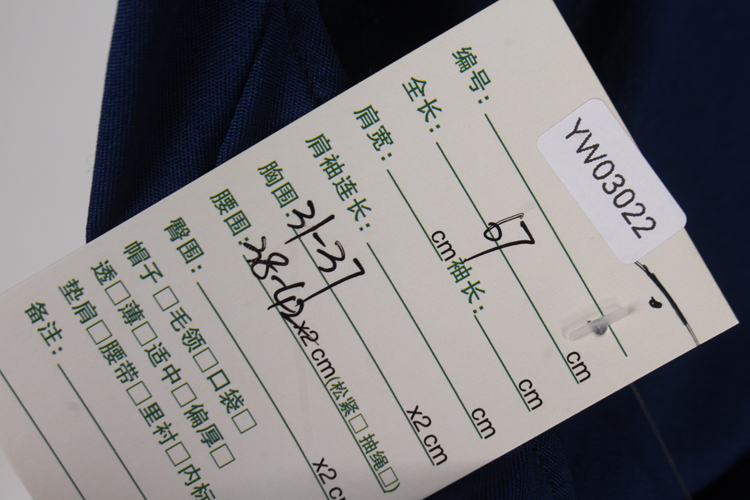 编号: YW03022
全长: 67 cm
肩宽: cm 袖长: cm
肩袖连长: cm
胸围: 31-37 x2 cm
腰围: x2 cm(松紧□ 抽绳□)
臀围: x2
帽子□ 毛领□ 口袋□
透□ 薄□ 适中□ 偏厚□
垫肩□ 腰带□ 里衬□ 内
备注: